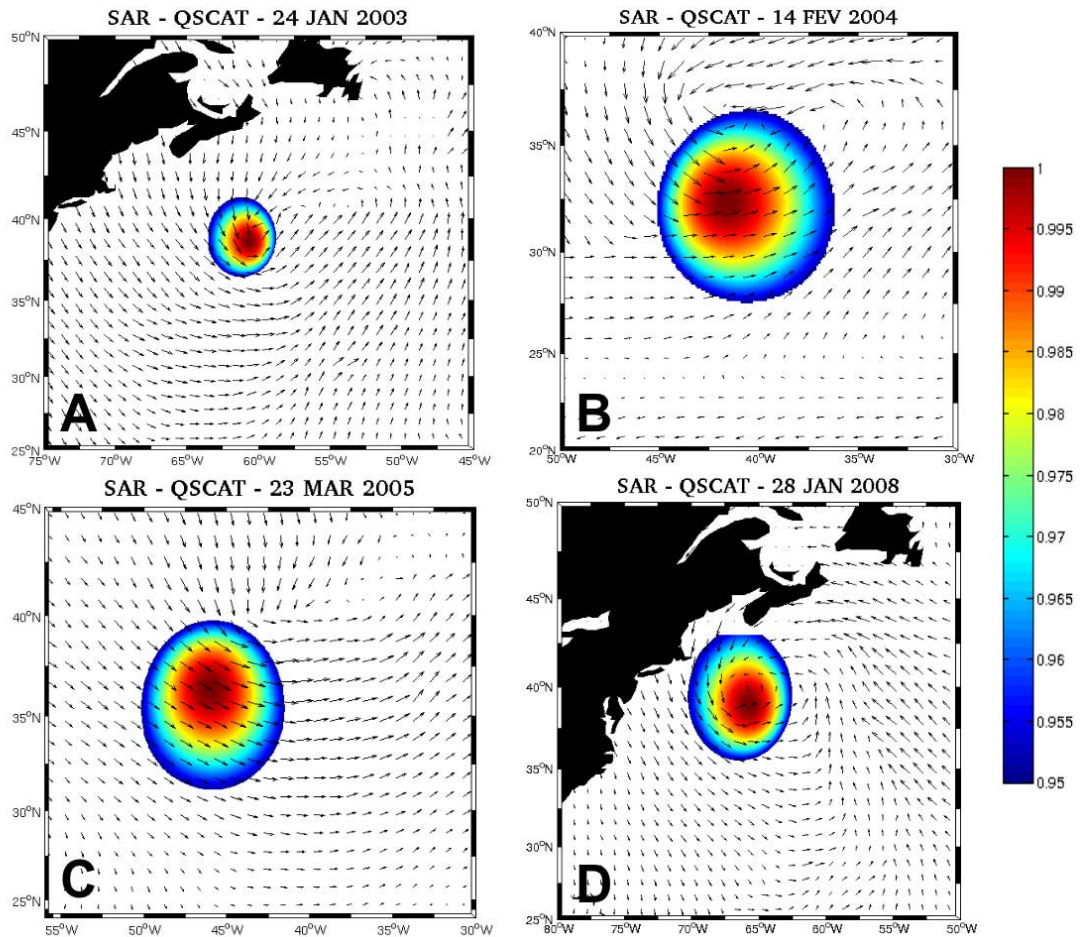 SAR - QSCAT - 24 JAN 2003
50°N
45°N
40°N
35°N
30°N
25°N
75°W 70°W 65°W 60°W 55°W 50°W 45°W
A
SAR - QSCAT - 14 FEV 2004
40°N
35°N
30°N
25°N
20°N
50°W 45°W 40°W 35°W 30°W
B
SAR - QSCAT - 23 MAR 2005
45°N
40°N
35°N
30°N
25°N
55°W 50°W 45°W 40°W 35°W 30°W
C
SAR - QSCAT - 28 JAN 2008
50°N
45°N
40°N
35°N
30°N
25°N
80°W 75°W 70°W 65°W 60°W 55°W 50°W
D
1
0.995
0.99
0.985
0.98
0.975
0.97
0.965
0.96
0.955
0.95